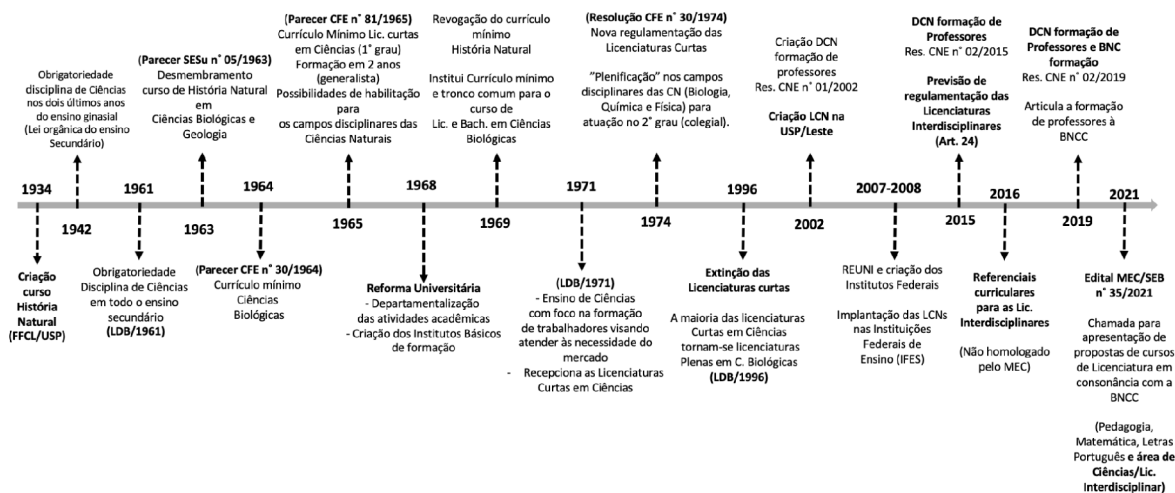 Obrigatoriedade
disciplina de Ciências
nos dois últimos anos
do ensino ginasial
(Lei orgânica do ensino
Secundário)
(Parecer SESu n° 05/1963)
Desmembramento
curso de História Natural
em
Ciências Biológicas e
Geologia
(Parecer CFE n° 81/1965)
Currículo Mínimo Lic. curtas
em Ciências (1° grau)
Formação em 2 anos
(generalista)
Possibilidades de habilitação
para
os campos disciplinares das
Ciências Naturais
Revogação do currículo
mínimo
História Natural
Institui Currículo mínimo
e tronco comum para o
curso de
Lic. e Bach. em Ciências
Biológicas
(Resolução CFE n° 30/1974)
Nova regulamentação das
Licenciaturas Curtas
"Plenificação" nos campos
disciplinares das CN (Biologia,
Química e Física) para
atuação no 2° grau (colegial).
Criação DCN
formação de
professores
Res. CNE n° 01/2002
Criação LCN na
USP/Leste
DCN formação de
Professores
Res. CNE n° 02/2015
Previsão de
regulamentação das
Licenciaturas
Interdisciplinares
(Art. 24)
DCN formação de
Professores e BNC
formação
Res. CNE n° 02/2019
Articula a formação
de professores à
BNCC
1934
1961
1964
1968
1971
1996
2007-2008
2016
2021
1942
1963
1965
1969
1974
2002
2015
2019
Criação
curso
História
Natural
(FFCL/USP)
Obrigatoriedade
Disciplina de Ciências
em todo o ensino
secundário
(LDB/1961)
(Parecer CFE n° 30/1964)
Currículo mínimo
Ciências
Biológicas
Reforma Universitária
- Departamentalização
das atividades acadêmicas
- Criação dos Institutos Básicos
de formação
(LDB/1971)
- Ensino de Ciências
com foco na formação
de trabalhadores visando
atender às necessidade do
mercado
- Recepciona as Licenciaturas
Curtas em Ciências
Extinção das
Licenciaturas curtas
A maioria das licenciaturas
Curtas em Ciências
tornam-se licenciaturas
Plenas em C. Biológicas
(LDB/1996)
REUNI e criação dos
Institutos Federais
Implantação das LCNs
nas Instituições
Federais de
Ensino (IFES)
Referenciais
curriculares
para as Lic.
Interdisciplinares
(Não homologado
pelo MEC)
Edital MEC/SEB
n° 35/2021
Chamada para
apresentação de
propostas de cursos
de Licenciatura em
consonância com a
BNCC
(Pedagogia,
Matemática, Letras
Português e área de
Ciências/Lic.
Interdisciplinar)